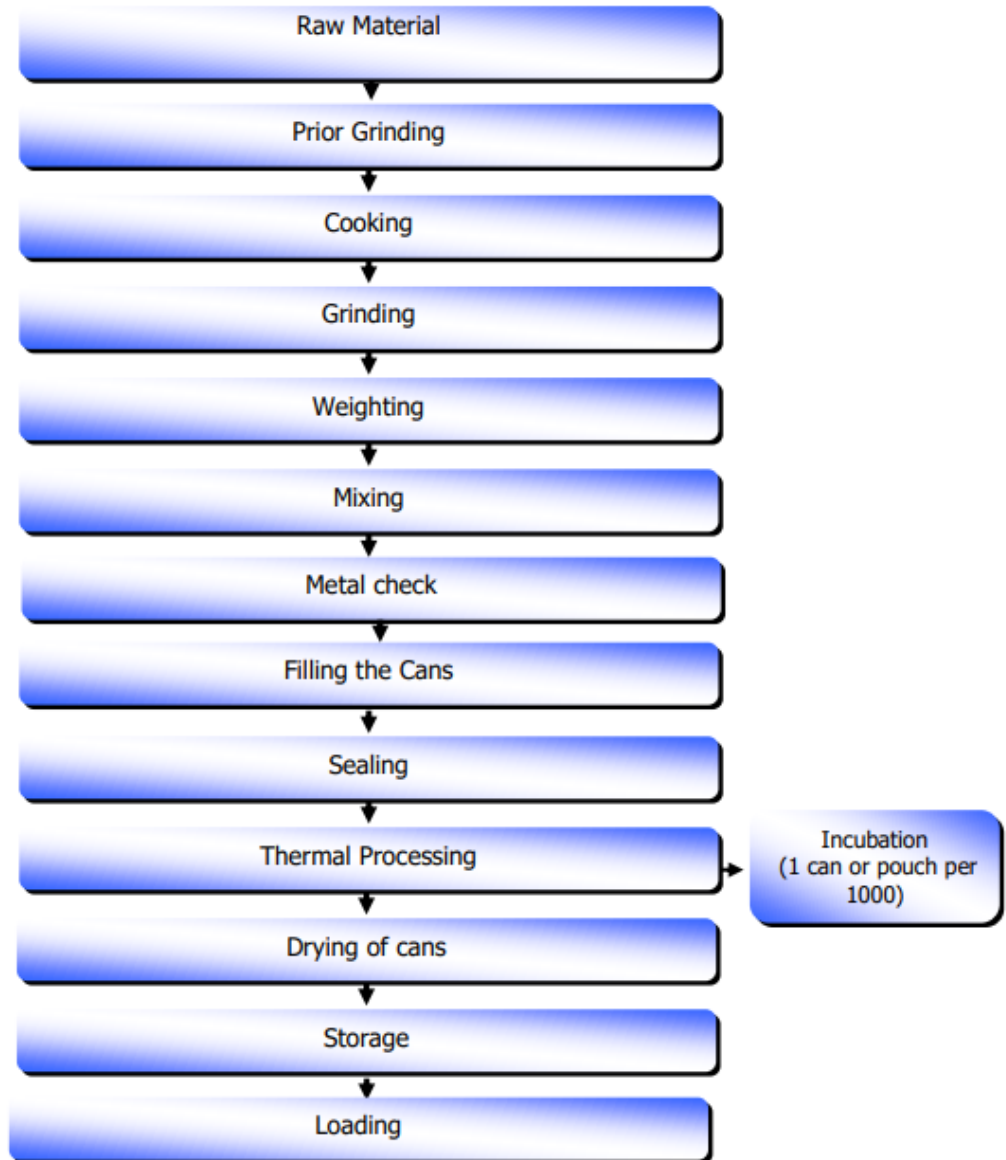 Raw Material
Prior Grinding
Cooking
Grinding
Weighting
Mixing
Metal check
Filling the Cans
Sealing
Thermal Processing
Incubation
(1 can or pouch per
1000)
Drying of cans
Storage
Loading